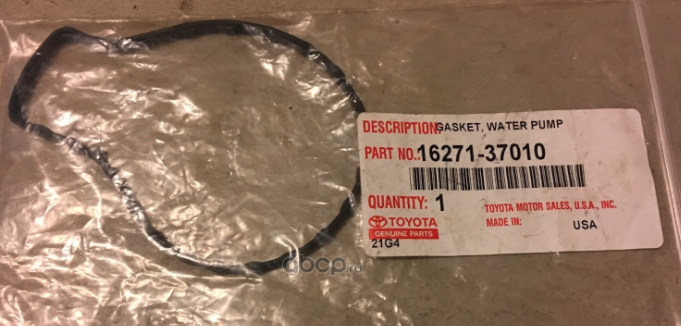 DESCRIPTION: GASKET, WATER PUMP
PART NO.: 16271-37010
QUANTITY: 1
TOYOTA MOTOR SALES, U.S.A., INC.
MADE IN: USA
TOYOTA
GENUINE PARTS
21G4
docp.ru